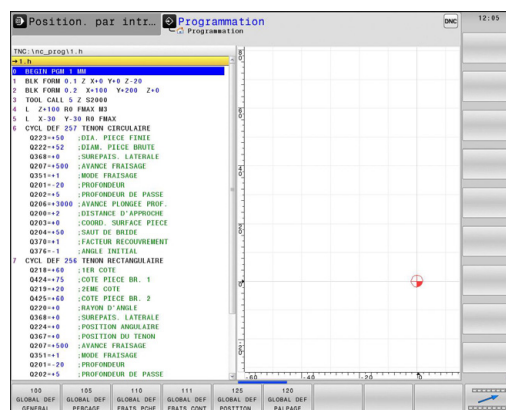 Position. par intr...
Programmation
Programmation
DNC
12:05
TNC:\nc_prog\1.h
→1.h
0 BEGIN PGM 1 MM
1 BLK FORM 0.1 Z X+0 Y+0 Z-20
2 BLK FORM 0.2 X+100 Y+200 Z+0
3 TOOL CALL 5 Z S2000
4 L Z+100 R0 FMAX M3
5 L X-30 Y-30 R0 FMAX
6 CYCL DEF 257 TENON CIRCULAIRE
Q223=+50 ;DIA. PIECE FINIE
Q222=+52 ;DIAM. PIECE BRUTE
Q368=+0 ;SUREPAIS. LATERALE
Q207=+500 ;AVANCE FRAISAGE
Q351=+1 ;MODE FRAISAGE
Q201=-20 ;PROFONDEUR
Q202=+5 ;PROFONDEUR DE PASSE
Q206=+3000 ;AVANCE PLONGEE PROF.
Q200=+2 ;DISTANCE D'APPROCHE
Q203=+0 ;COORD. SURFACE PIECE
Q204=+50 ;SAUT DE BRIDE
Q370=+1 ;FACTEUR RECOUVREMENT
Q376=-1 ;ANGLE INITIAL
7 CYCL DEF 256 TENON RECTANGULAIRE
Q218=+60 ;1ER COTE
Q424=+75 ;COTE PIECE BR. 1
Q219=+20 ;2EME COTE
Q425=+60 ;COTE PIECE BR. 2
Q220=+0 ;RAYON D'ANGLE
Q368=+0 ;SUREPAIS. LATERALE
Q224=+0 ;POSITION ANGULAIRE
Q367=+0 ;POSITION DU TENON
Q207=+500 ;AVANCE FRAISAGE
Q351=+1 ;MODE FRAISAGE
Q201=-20 ;PROFONDEUR
Q202=+5 ;PROFONDEUR DE PASSE
-60
0
100 GLOBAL DEF GENERAL
105 GLOBAL DEF PERCAGE
110 GLOBAL DEF FRAIS.PCHE
111 GLOBAL DEF FRAIS.CONT
125 GLOBAL DEF POSITION.
120 GLOBAL DEF PALPAGE